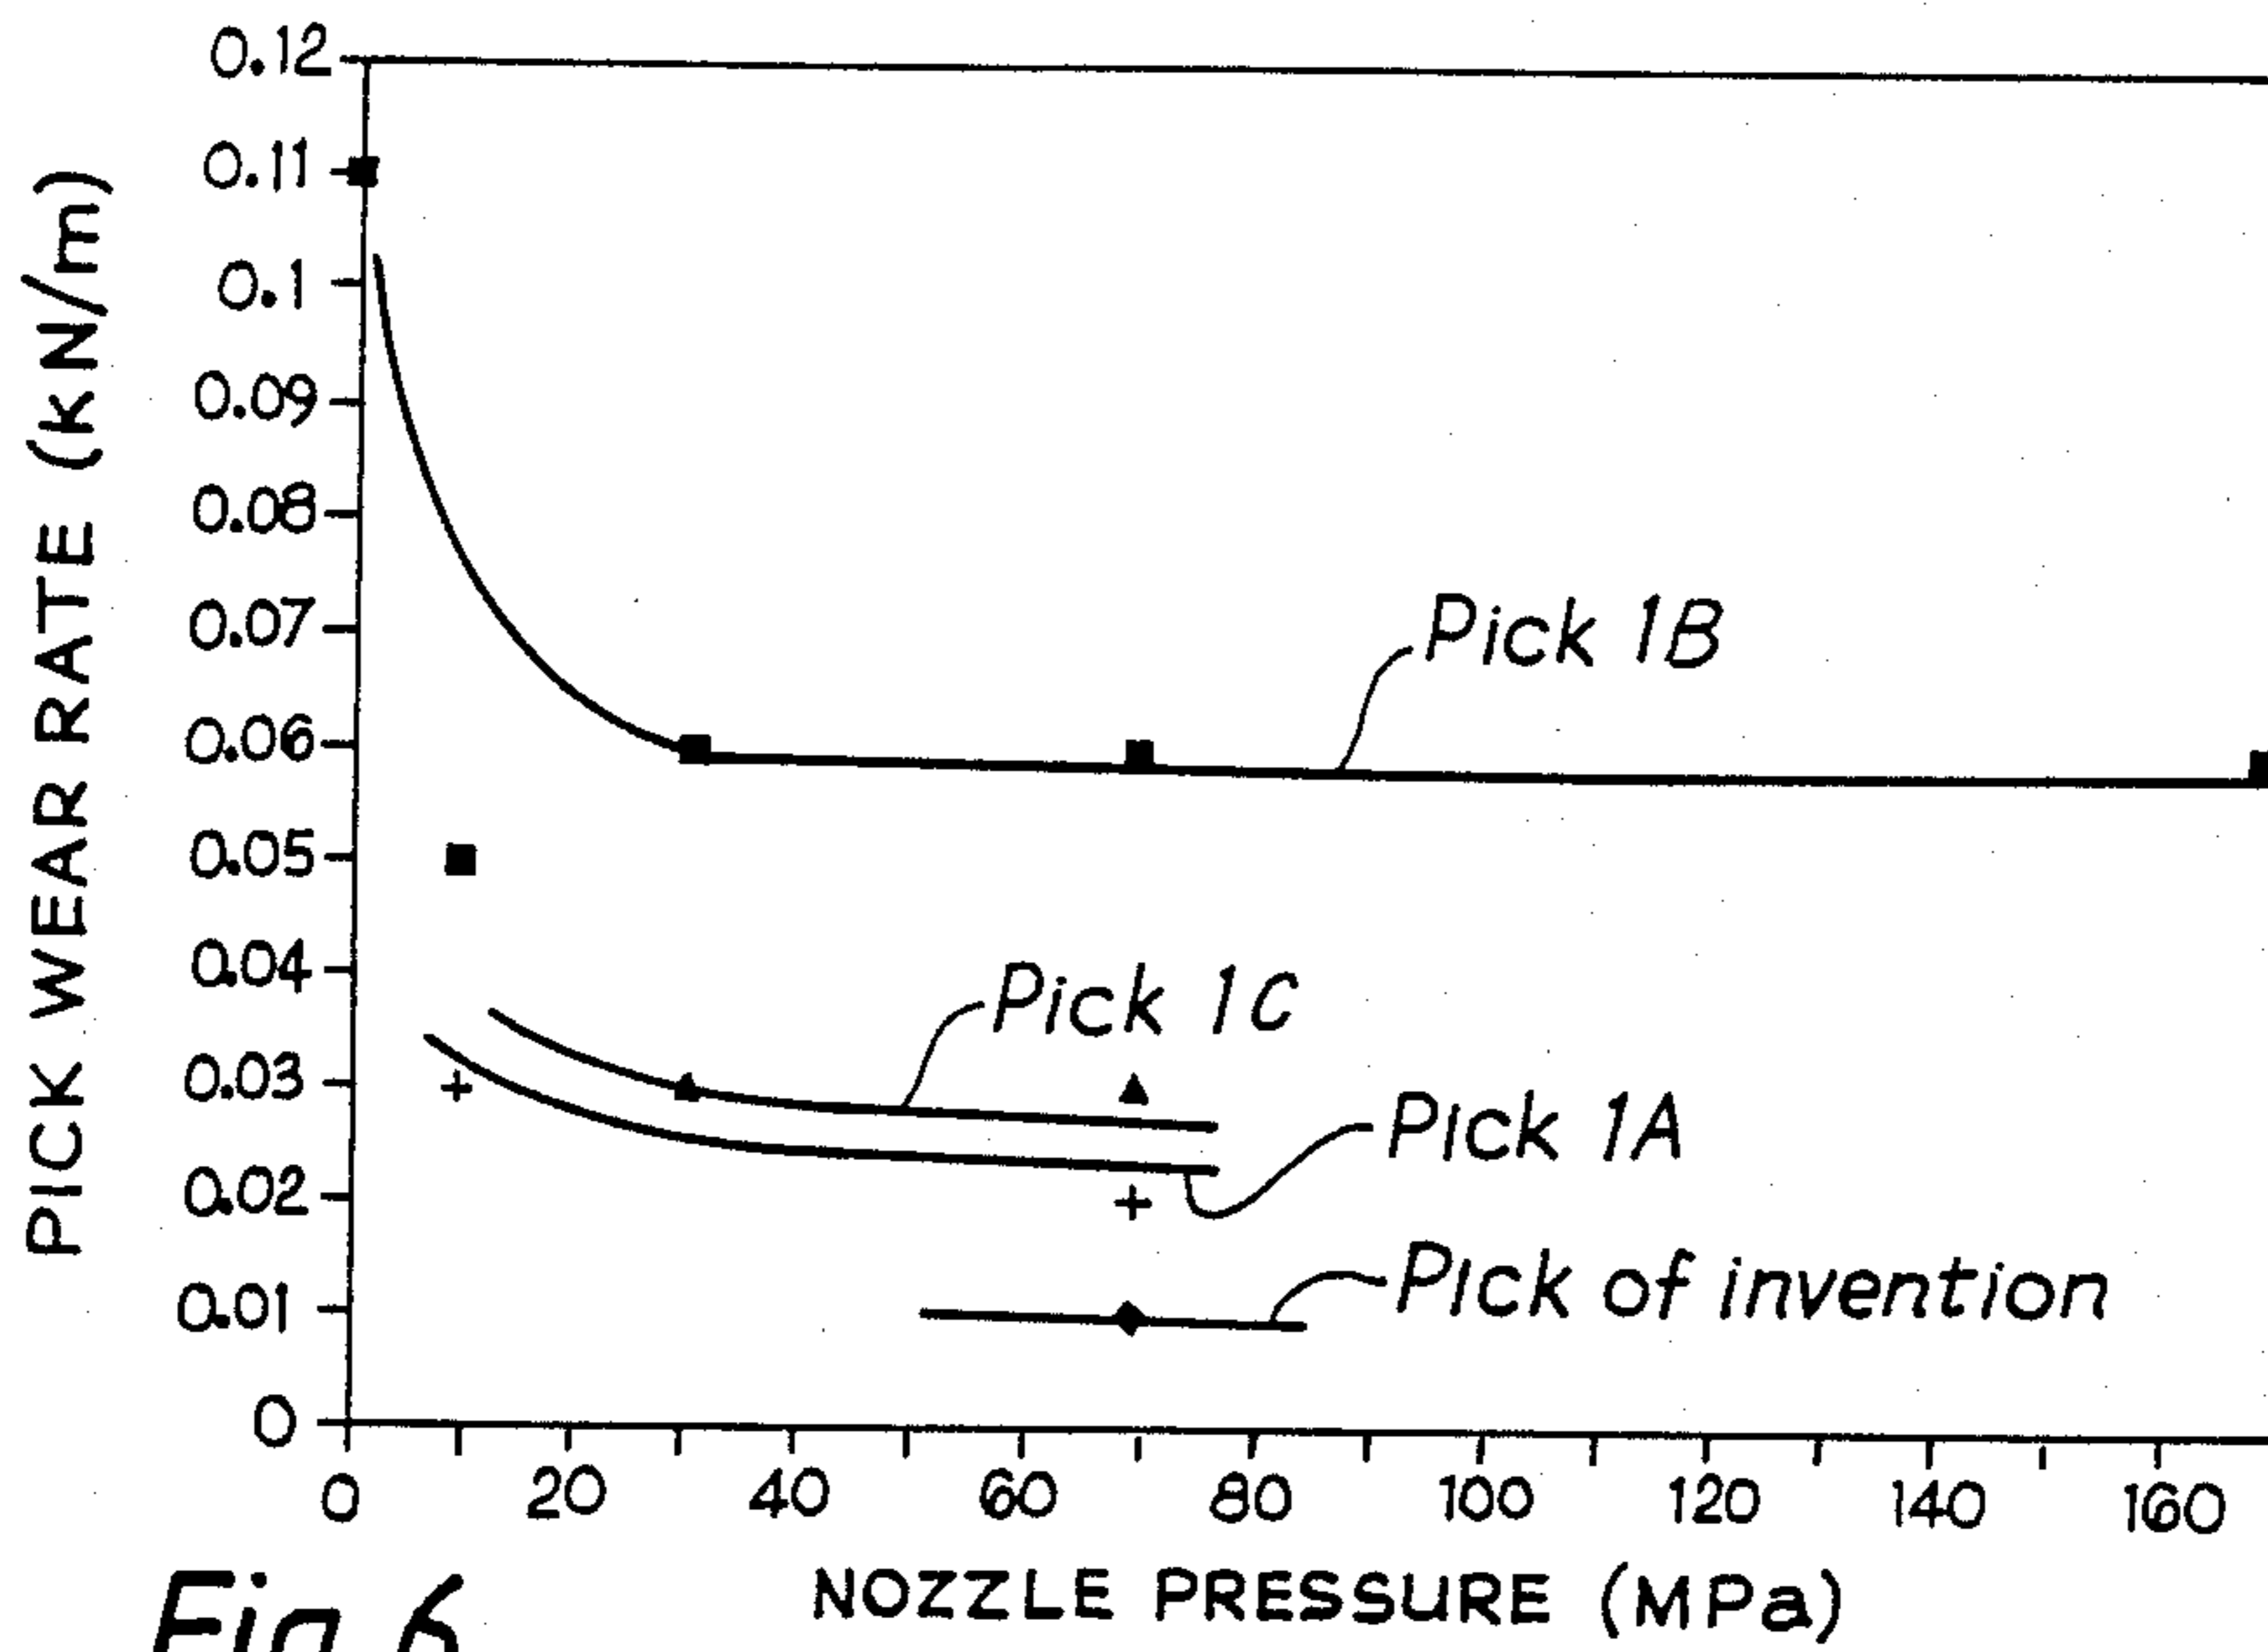 PICK WEAR RATE (kN/m)
0.12
0.11
0.1
0.09
0.08
0.07
0.06
0.05
0.04
0.03
0.02
0.01
0
Pick 1B
Pick 1C
Pick 1A
Pick of invention
0 20 40 60 80 100 120 140 160
NOZZLE PRESSURE (MPa)
Fig 6